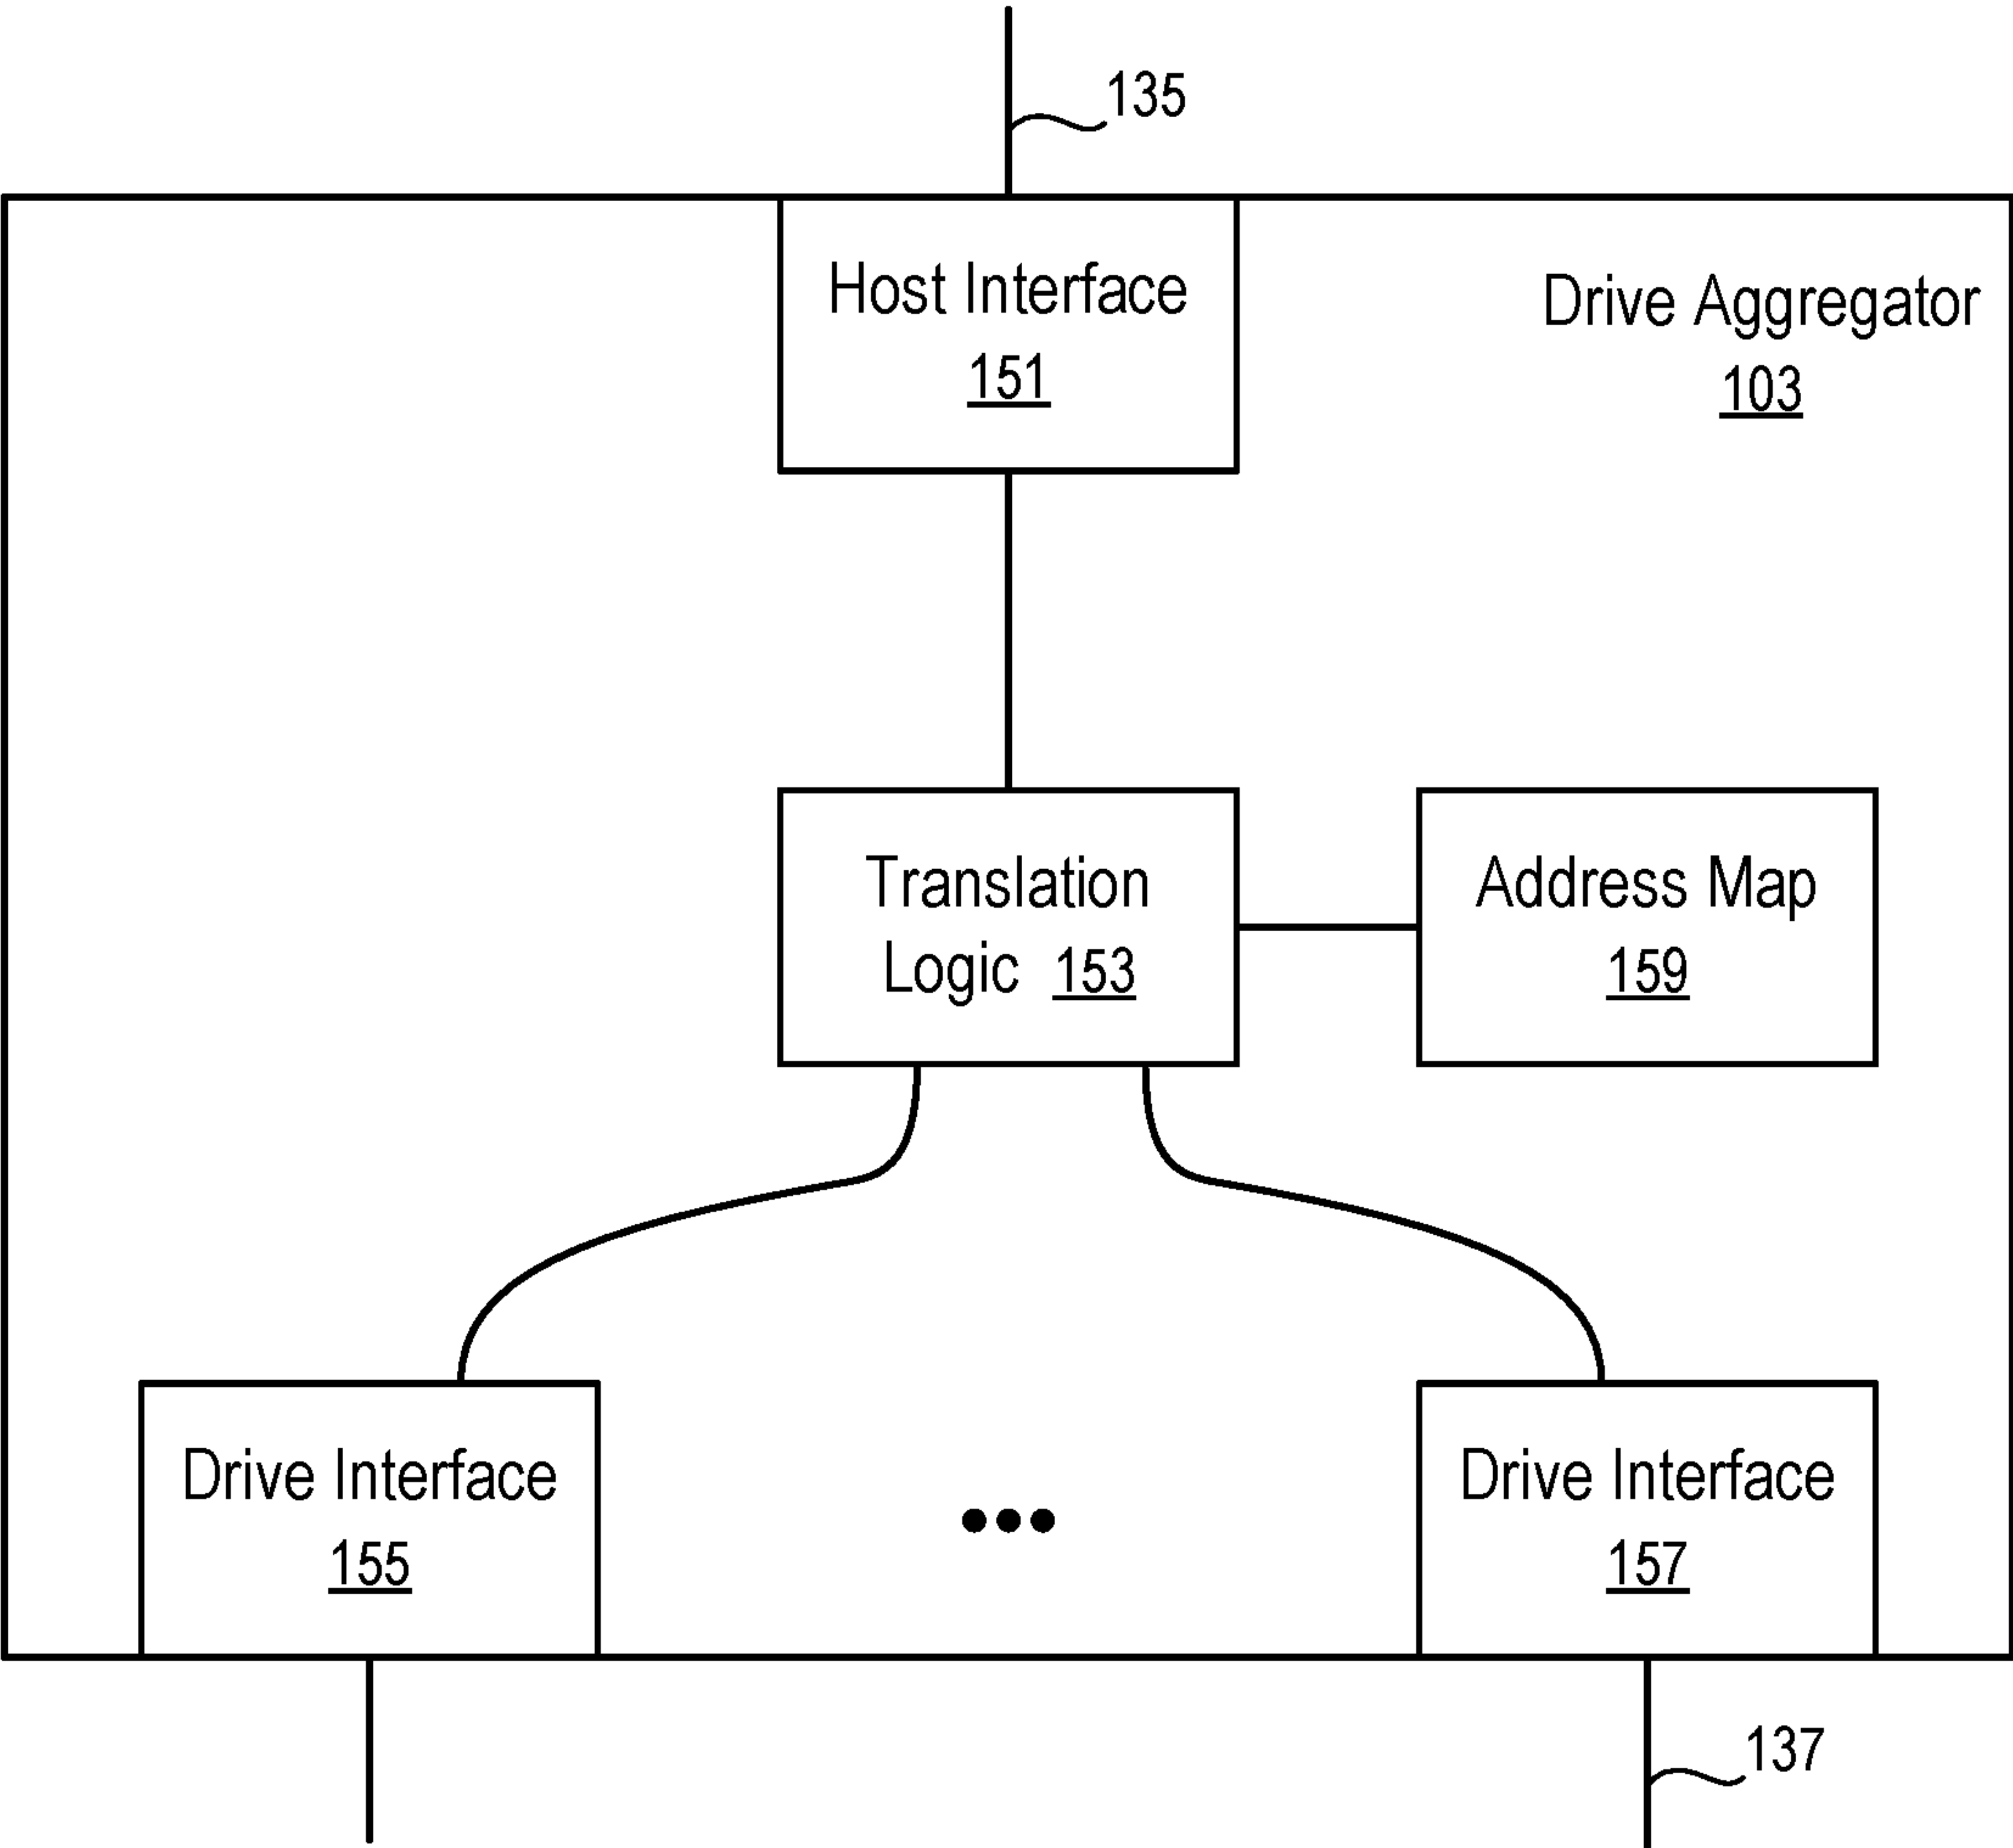 135
Host Interface
151
Drive Aggregator
103
Translation
Logic 153
Address Map
159
Drive Interface
155
Drive Interface
157
137